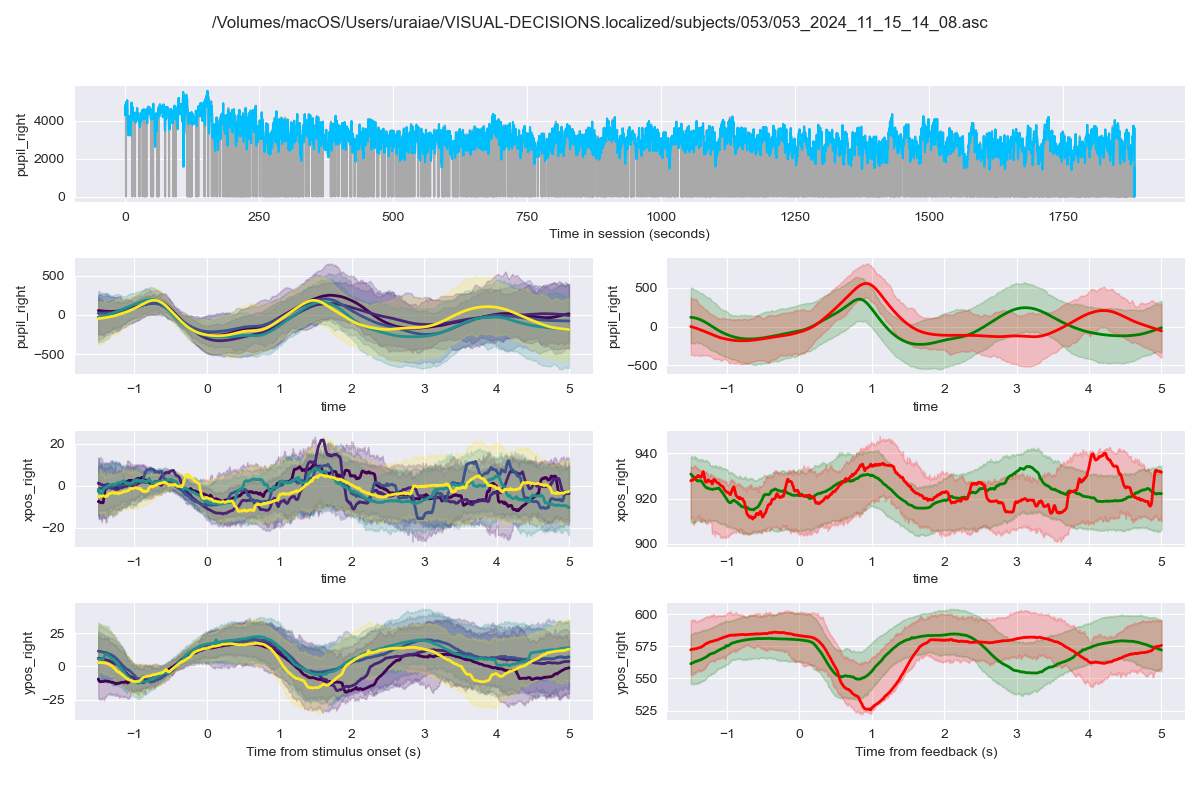 /Volumes/macOS/Users/uraiae/VISUAL-DECISIONS.localized/subjects/053/053_2024_11_15_14_08.asc
pupil_right
4000
2000
0
0 250 500 750 1000 1250 1500 1750
Time in session (seconds)
pupil_right
500
0
−500
−1 0 1 2 3 4 5
time
pupil_right
500
0
−500
−1 0 1 2 3 4 5
time
xpos_right
20
0
−20
−1 0 1 2 3 4 5
time
xpos_right
940
920
900
−1 0 1 2 3 4 5
time
ypos_right
25
0
−25
−1 0 1 2 3 4 5
Time from stimulus onset (s)
ypos_right
600
575
550
525
−1 0 1 2 3 4 5
Time from feedback (s)